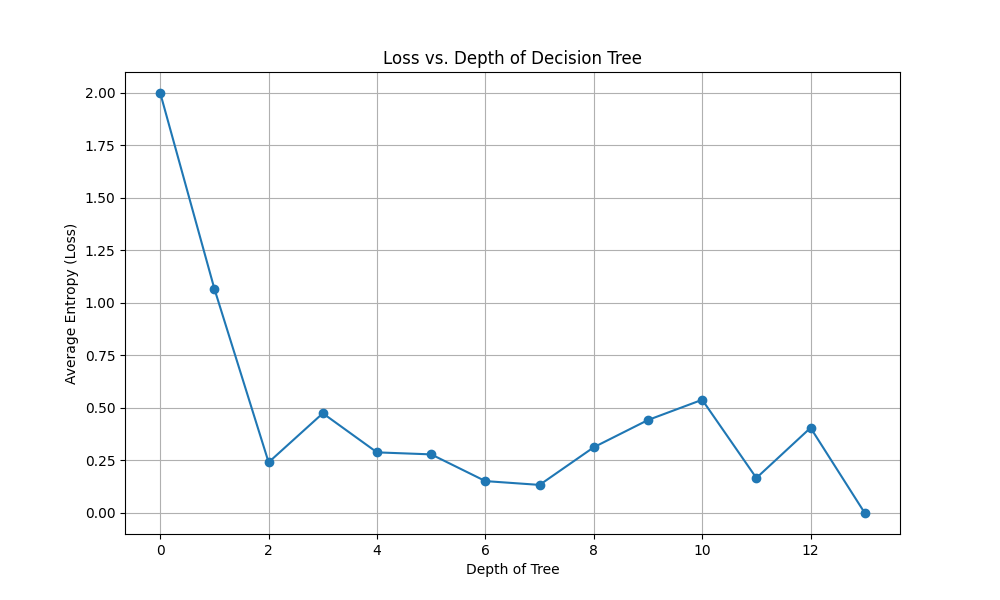 Loss vs. Depth of Decision Tree
Average Entropy (Loss)
2.00
1.75
1.50
1.25
1.00
0.75
0.50
0.25
0.00
0 2 4 6 8 10 12
Depth of Tree